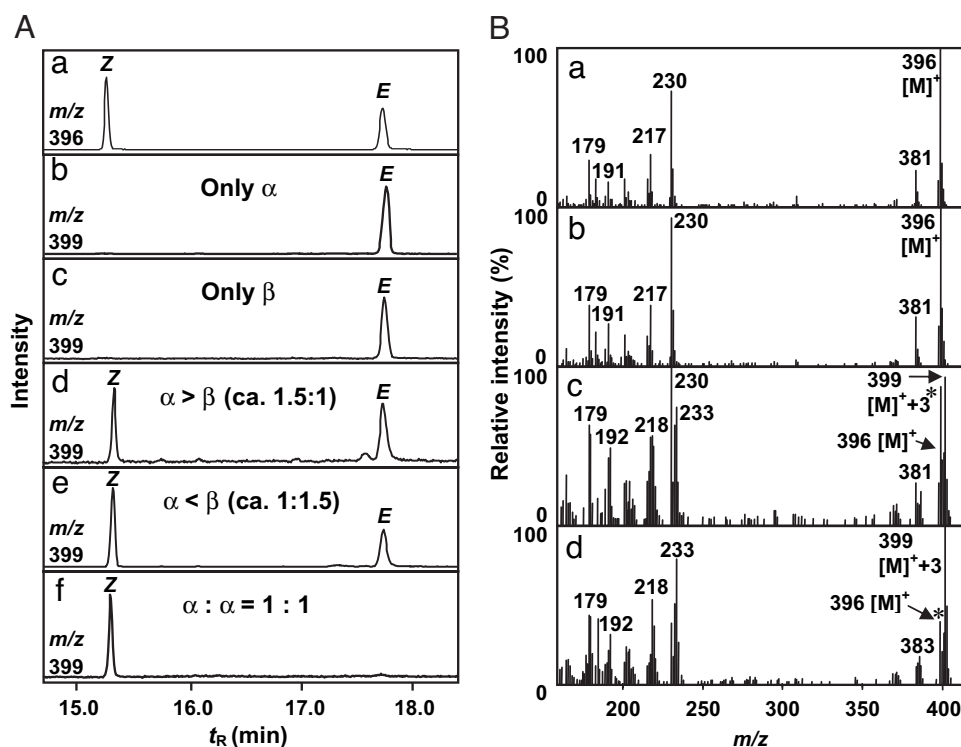 A
a
Z
E
m/z
396
b
Only α
E
m/z
399
c
Only β
E
m/z
399
d
Z
α > β (ca. 1.5:1)
E
m/z
399
e
Z
α < β (ca. 1:1.5)
E
m/z
399
f
Z
α : α = 1 : 1
m/z
399
Intensity
15.0 16.0 17.0 18.0
tR (min)
B
100
a
396
[M]+
230
179
191
217
381
0
100
b
230
396
[M]+
179
191
217
381
0
100
c
230
399
[M]+ +3
*
179
192
218
233
396 [M]+
381
0
100
d
233
399
[M]+ +3
179
192
218
396 [M]+
*
383
0
Relative intensity (%)
200 250 300 350 400
m/z